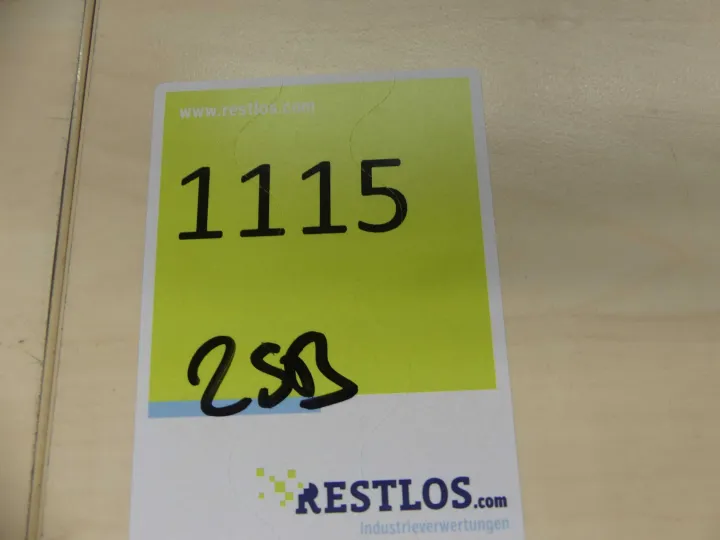 www.restlos.com
1115
RESTLOS.com
Industrieverwertungen